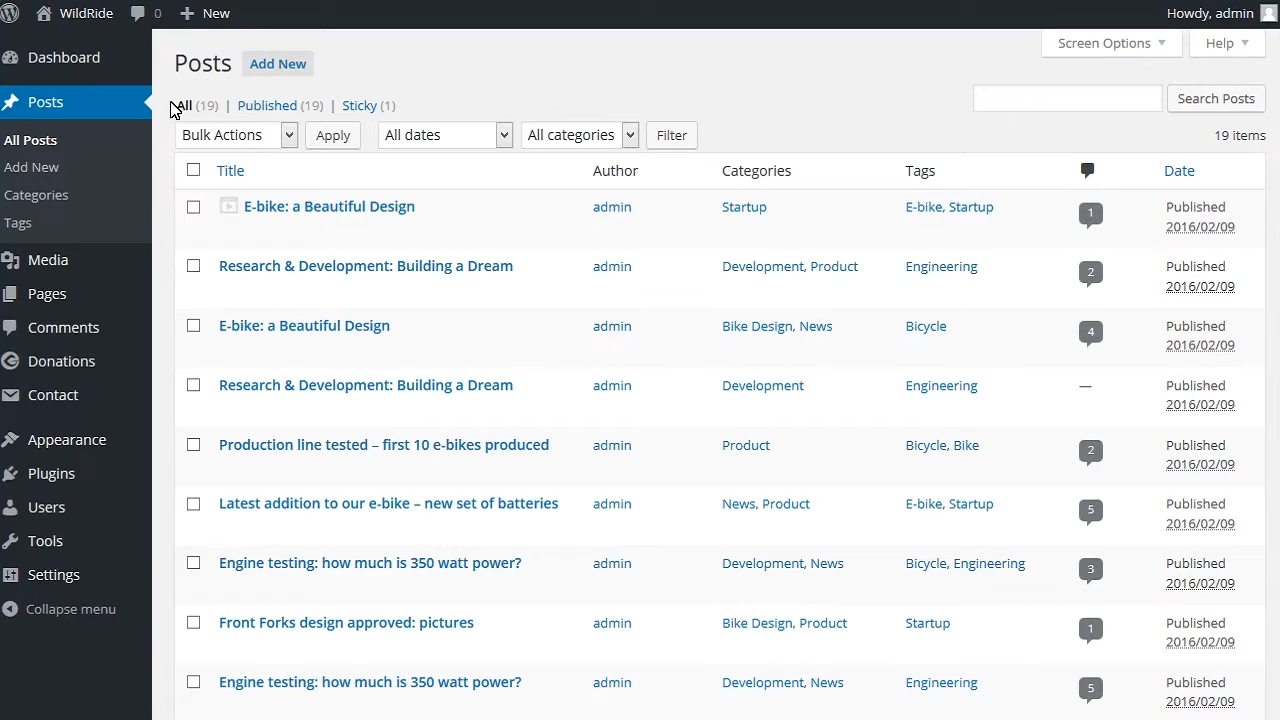 WildRide 0 New Howdy, admin
Screen Options Help
Dashboard
Posts
All Posts
Add New
Categories
Tags
Media
Pages
Comments
Donations
Contact
Appearance
Plugins
Users
Tools
Settings
Collapse menu
Posts Add New
All (19) | Published (19) | Sticky (1)
Search Posts
Bulk Actions Apply All dates All categories Filter 19 items
Title Author Categories Tags Date
E-bike: a Beautiful Design admin Startup E-bike, Startup 1 Published
2016/02/09
Research & Development: Building a Dream admin Development, Product Engineering 2 Published
2016/02/09
E-bike: a Beautiful Design admin Bike Design, News Bicycle 4 Published
2016/02/09
Research & Development: Building a Dream admin Development Engineering — Published
2016/02/09
Production line tested – first 10 e-bikes produced admin Product Bicycle, Bike 2 Published
2016/02/09
Latest addition to our e-bike – new set of batteries admin News, Product E-bike, Startup 5 Published
2016/02/09
Engine testing: how much is 350 watt power? admin Development, News Bicycle, Engineering 3 Published
2016/02/09
Front Forks design approved: pictures admin Bike Design, Product Startup 1 Published
2016/02/09
Engine testing: how much is 350 watt power? admin Development, News Engineering 5 Published
2016/02/09